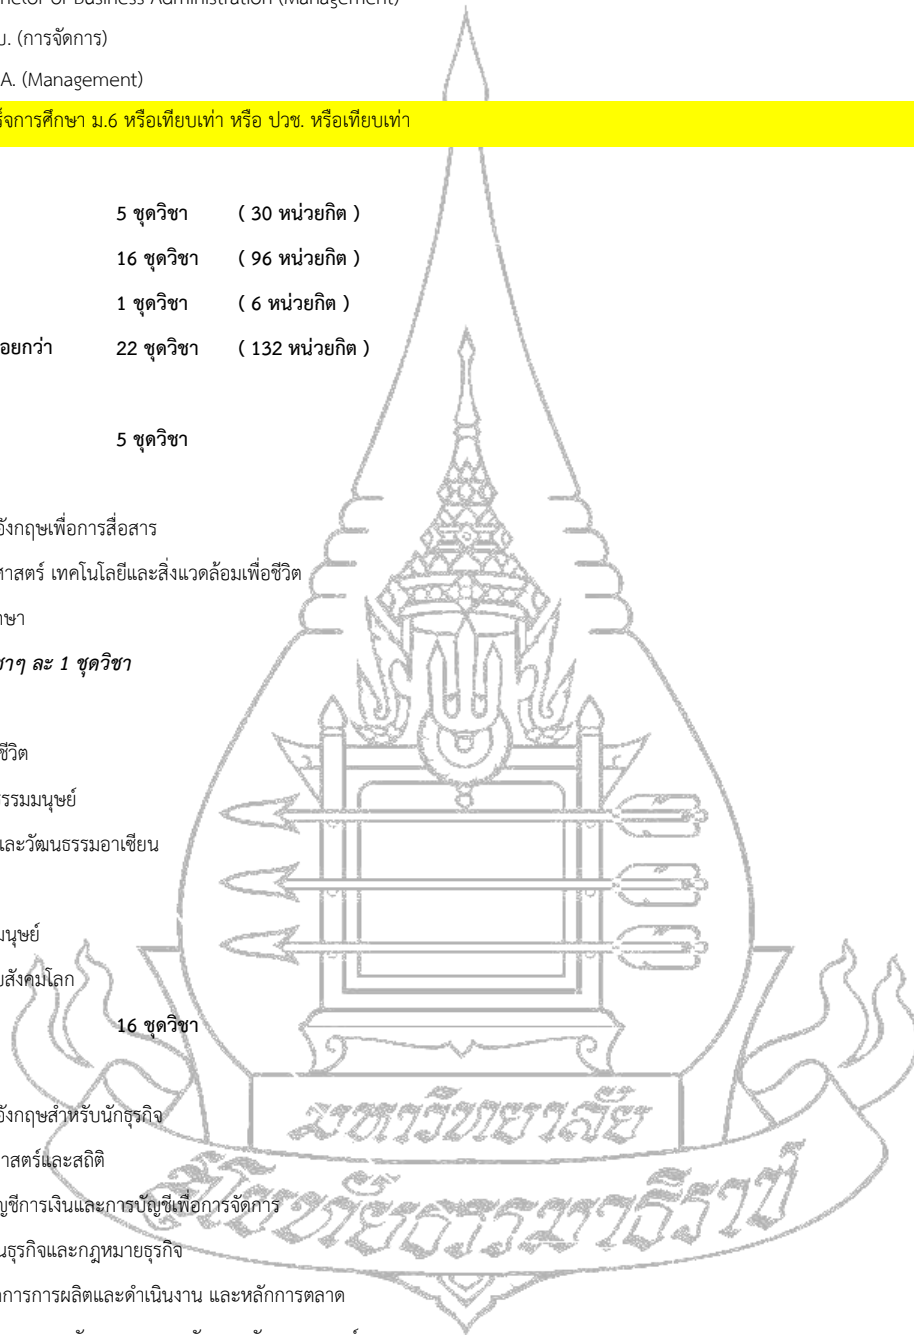 helor of Business Administration (Management)
บ. (การจัดการ)
A. (Management)
ร็จการศึกษา ม.6 หรือเทียบเท่า หรือ ปวช. หรือเทียบเท่า
5 ชุดวิชา ( 30 หน่วยกิต )
16 ชุดวิชา ( 96 หน่วยกิต )
1 ชุดวิชา ( 6 หน่วยกิต )
อยกว่า 22 ชุดวิชา ( 132 หน่วยกิต )
5 ชุดวิชา
อังกฤษเพื่อการสื่อสาร
ศาสตร์ เทคโนโลยีและสิ่งแวดล้อมเพื่อชีวิต
กษา
ชาๆ ละ 1 ชุดวิชา
ชีวิต
ธรรมมนุษย์
และวัฒนธรรมอาเซียน
มนุษย์
บสังคมโลก
16 ชุดวิชา
อังกฤษสำหรับนักธุรกิจ
าสตร์และสถิติ
ญชีการเงินและการบัญชีเพื่อการจัดการ
นธุรกิจและกฎหมายธุรกิจ
ดการการผลิตและดำเนินงาน และหลักการตลาด
มหาวิทยาลัย
สุโขทัยธรรมาธิราช